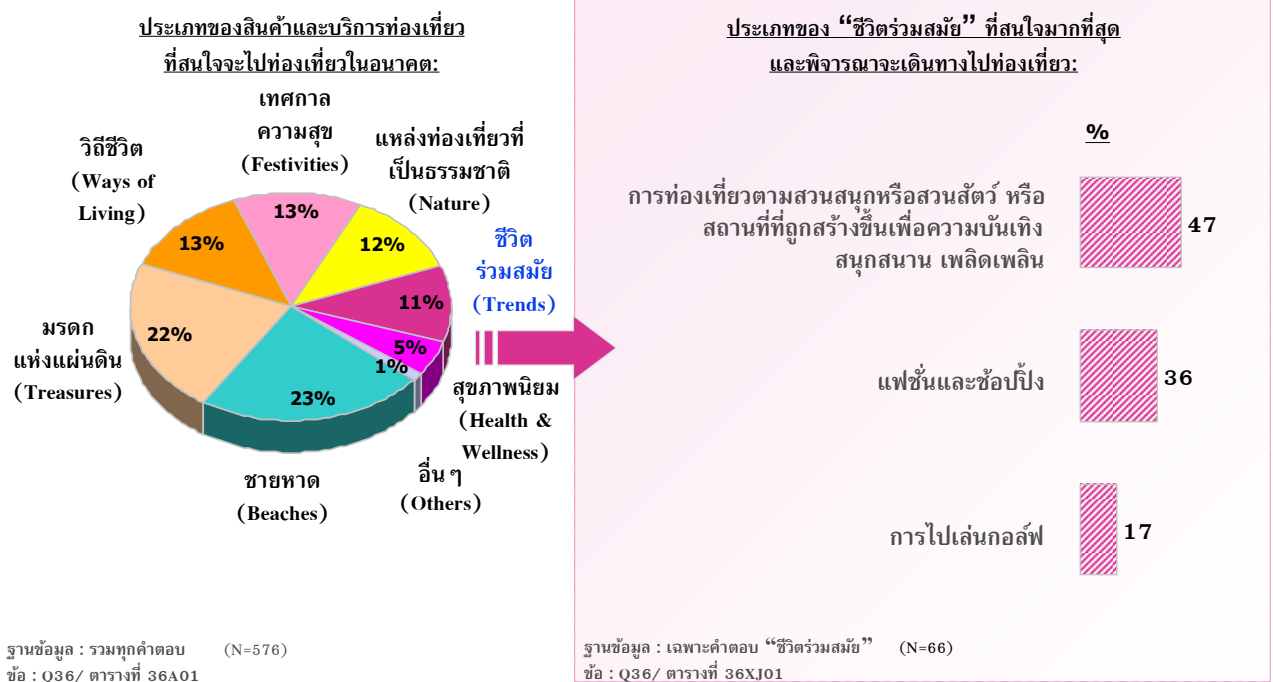 ประเภทของสินค้าและบริการท่องเที่ยว
ที่สนใจจะไปท่องเที่ยวในอนาคต:
เทศกาล
ความสุข
(Festivities)
แหล่งท่องเที่ยวที่
เป็นธรรมชาติ
(Nature)
วิถีชีวิต
(Ways of
Living)
ชีวิต
ร่วมสมัย
(Trends)
มรดก
แห่งแผ่นดิน
(Treasures)
สุขภาพนิยม
(Health &
Wellness)
อื่น ๆ
(Others)
ชายหาด
(Beaches)
13%
13%
12%
11%
22%
5%
1%
23%
ฐานข้อมูล : รวมทุกคำตอบ (N=576)
ข้อ : Q36/ ตารางที่ 36A01
ประเภทของ “ชีวิตร่วมสมัย” ที่สนใจมากที่สุด
และพิจารณาจะเดินทางไปท่องเที่ยว:
%
การท่องเที่ยวตามสวนสนุกหรือสวนสัตว์ หรือ
สถานที่ที่ถูกสร้างขึ้นเพื่อความบันเทิง
สนุกสนาน เพลิดเพลิน
47
แฟชั่นและช้อปปิ้ง
36
การไปเล่นกอล์ฟ
17
ฐานข้อมูล : เฉพาะคำตอบ “ชีวิตร่วมสมัย” (N=66)
ข้อ : Q36/ ตารางที่ 36XJ01